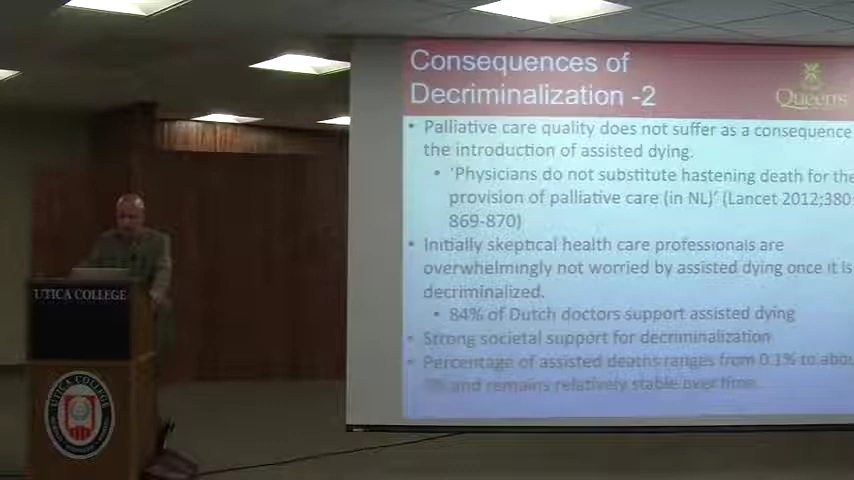 Consequences of
Decriminalization -2
Queen's
• Palliative care quality does not suffer as a consequence
the introduction of assisted dying.
• 'Physicians do not substitute hastening death for the
provision of palliative care (in NL)' (Lancet 2012;380
869-870)
• Initially skeptical health care professionals are
overwhelmingly not worried by assisted dying once it is
decriminalized.
• 84% of Dutch doctors support assisted dying
• Strong societal support for decriminalization
• Percentage of assisted deaths ranges from 0.1% to abou
and remains relatively stable over time.
UTICA COLLEGE
UTICA COLLEGE